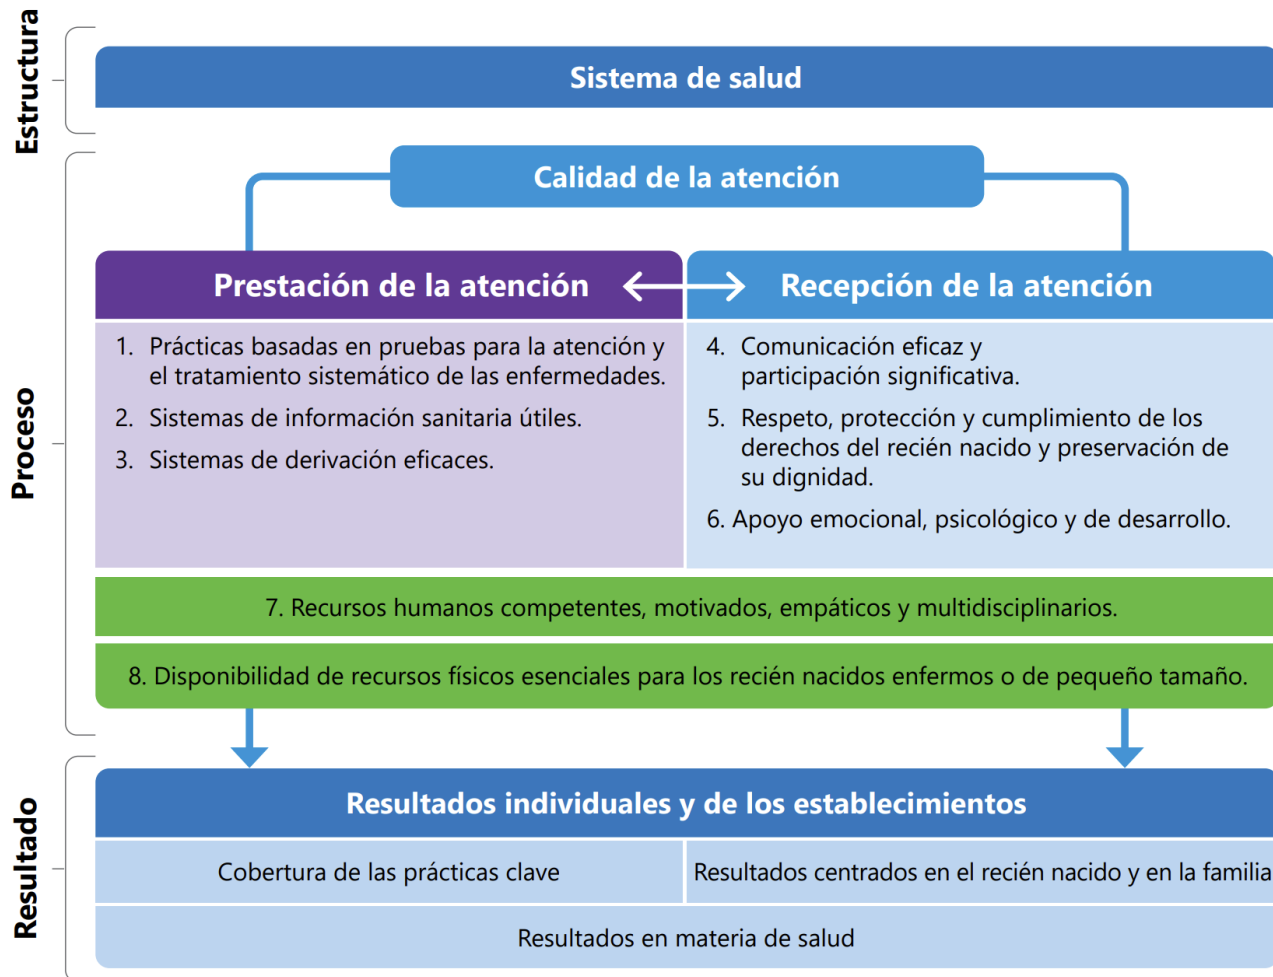 Estructura
Sistema de salud
Proceso
Calidad de la atención
Prestación de la atención
1. Prácticas basadas en pruebas para la atención y
el tratamiento sistemático de las enfermedades.
2. Sistemas de información sanitaria útiles.
3. Sistemas de derivación eficaces.
Recepción de la atención
4. Comunicación eficaz y
participación significativa.
5. Respeto, protección y cumplimiento de los
derechos del recién nacido y preservación de
su dignidad.
6. Apoyo emocional, psicológico y de desarrollo.
7. Recursos humanos competentes, motivados, empáticos y multidisciplinarios.
8. Disponibilidad de recursos físicos esenciales para los recién nacidos enfermos o de pequeño tamaño.
Resultado
Resultados individuales y de los establecimientos
Cobertura de las prácticas clave
Resultados centrados en el recién nacido y en la familia
Resultados en materia de salud